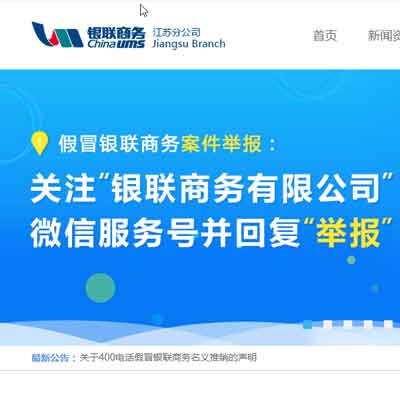 银联商务
China ums
江苏分公司
Jiangsu Branch
首页
新闻
假冒银联商务案件举报：
关注"银联商务有限公司"
微信服务号并回复"举报"
最新公告：关于400电话假冒银联商务名义推销的声明